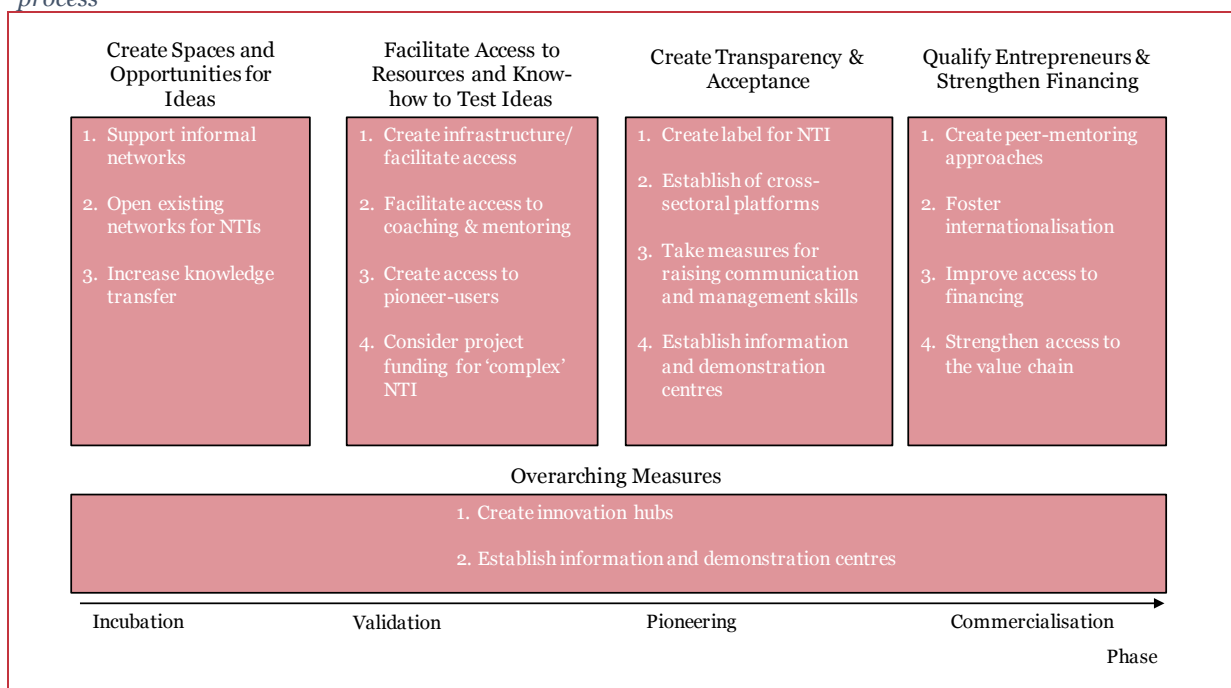 process
Create Spaces and
Opportunities for
Ideas
1. Support informal
networks
2. Open existing
networks for NTIs
3. Increase knowledge
transfer
Facilitate Access to
Resources and Know-
how to Test Ideas
1. Create infrastructure/
facilitate access
2. Facilitate access to
coaching & mentoring
3. Create access to
pioneer-users
4. Consider project
funding for ‘complex’
NTI
Create Transparency &
Acceptance
1. Create label for NTI
2. Establish of cross-
sectoral platforms
3. Take measures for
raising communication
and management skills
4. Establish information
and demonstration
centres
Qualify Entrepreneurs &
Strengthen Financing
1. Create peer-mentoring
approaches
2. Foster
internationalisation
3. Improve access to
financing
4. Strengthen access to
the value chain
Overarching Measures
1. Create innovation hubs
2. Establish information and demonstration centres
Incubation
Validation
Pioneering
Commercialisation
Phase